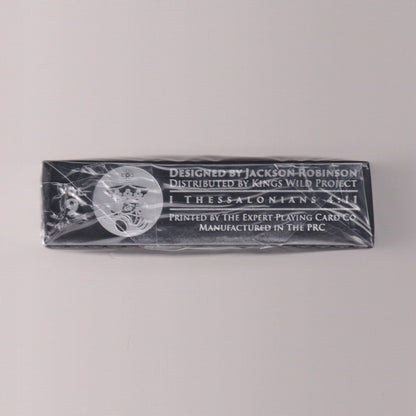 DESIGNED BY JACKSON ROBINSON
DISTRIBUTED BY KINGS WILD PROJECT
I THESSALONIANS 4:11
PRINTED BY THE EXPERT PLAYING CARD CO.
MANUFACTURED IN THE PRC